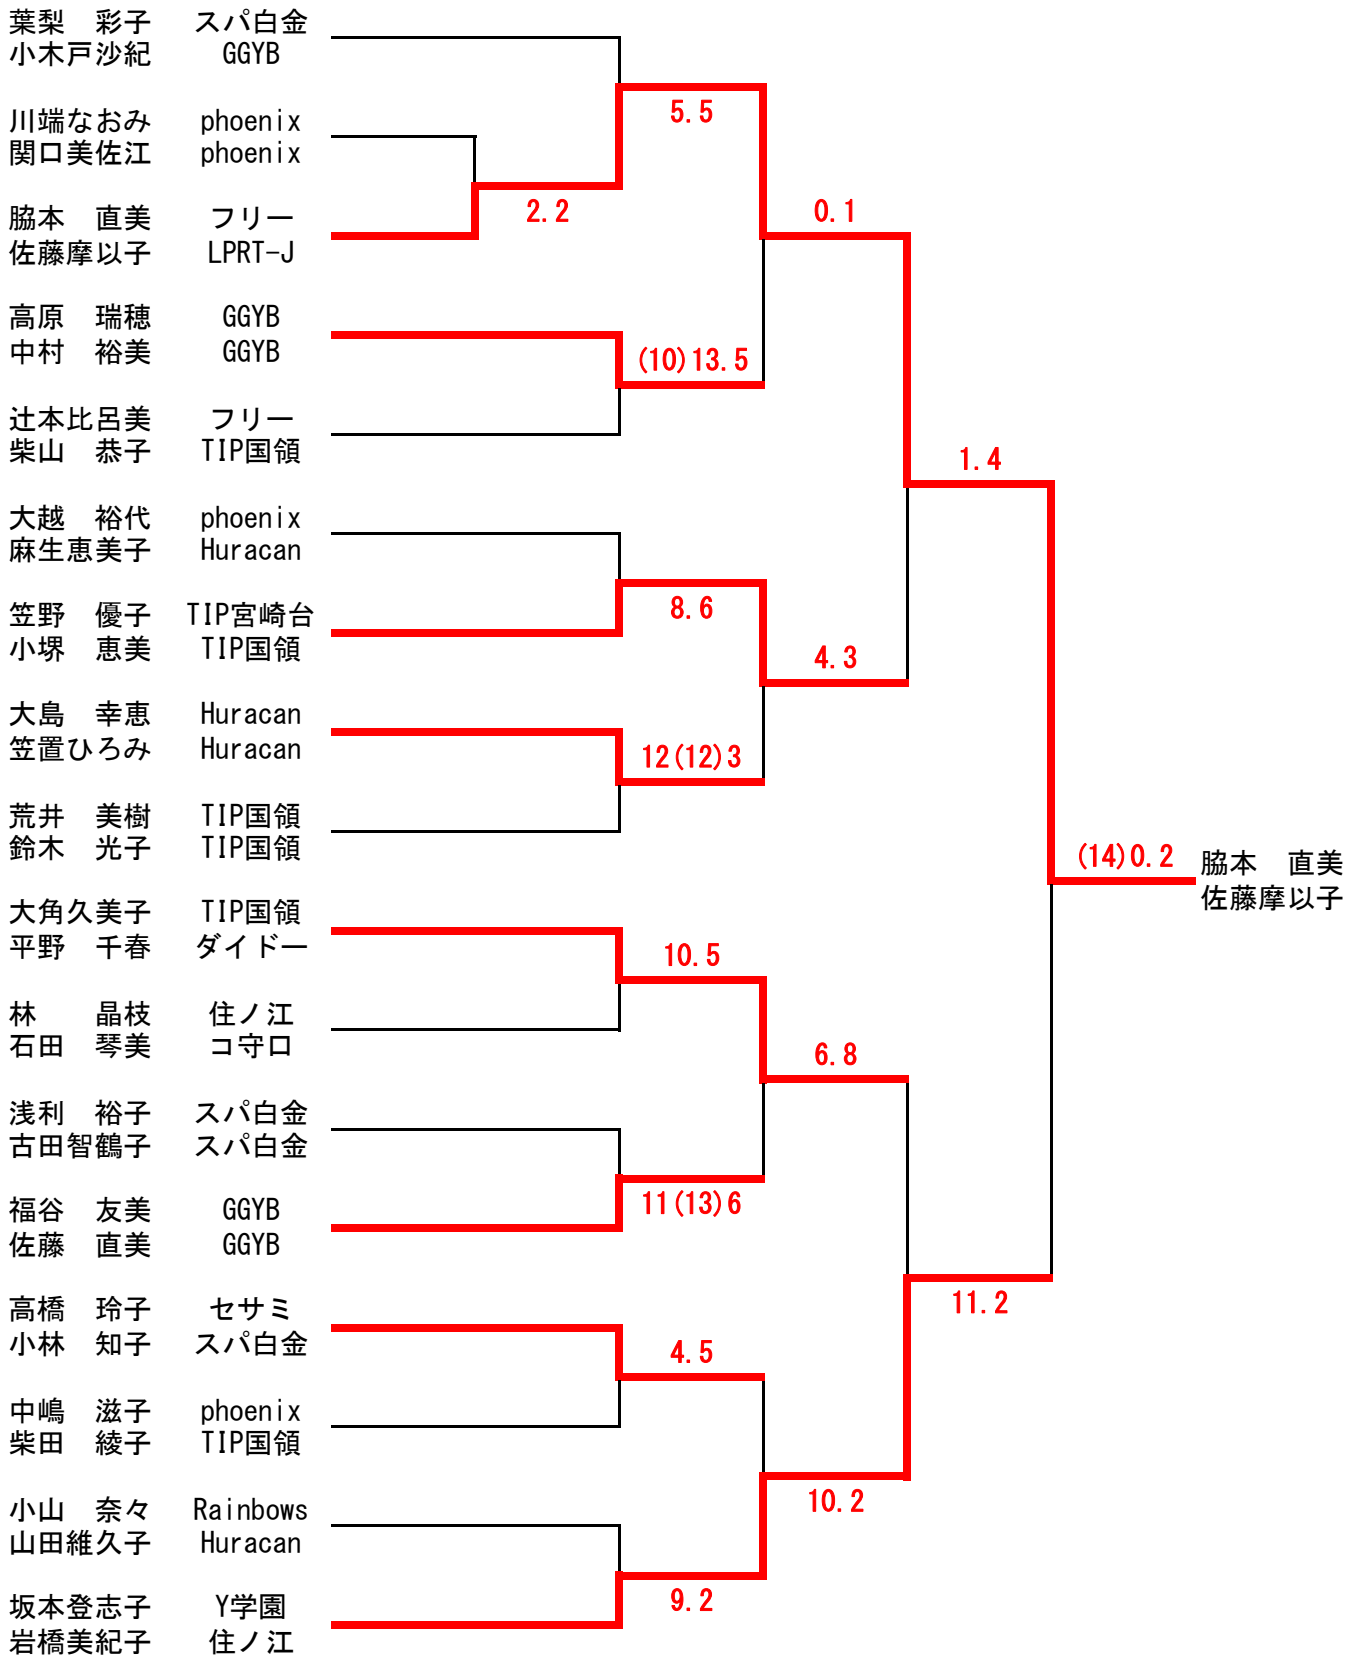 葉梨　彩子　スパ白金
小木戸沙紀　GGYB
5.5
川端なおみ　phoenix
関口美佐江　phoenix
2.2
脇本　直美　フリー
佐藤摩以子　LPRT-J
0.1
高原　瑞穂　GGYB
中村　裕美　GGYB
(10)13.5
辻本比呂美　フリー
柴山　恭子　TIP国領
1.4
大越　裕代　phoenix
麻生恵美子　Huracan
8.6
笠野　優子　TIP宮崎台
小堺　恵美　TIP国領
4.3
大島　幸恵　Huracan
笠置ひろみ　Huracan
12(12)3
荒井　美樹　TIP国領
鈴木　光子　TIP国領
(14)0.2
脇本　直美
佐藤摩以子
大角久美子　TIP国領
平野　千春　ダイドー
10.5
林　　晶枝　住ノ江
石田　琴美　コ守口
6.8
浅利　裕子　スパ白金
古田智鶴子　スパ白金
11(13)6
福谷　友美　GGYB
佐藤　直美　GGYB
11.2
高橋　玲子　セサミ
小林　知子　スパ白金
4.5
中嶋　滋子　phoenix
柴田　綾子　TIP国領
10.2
小山　奈々　Rainbows
山田維久子　Huracan
9.2
坂本登志子　Y学園
岩橋美紀子　住ノ江